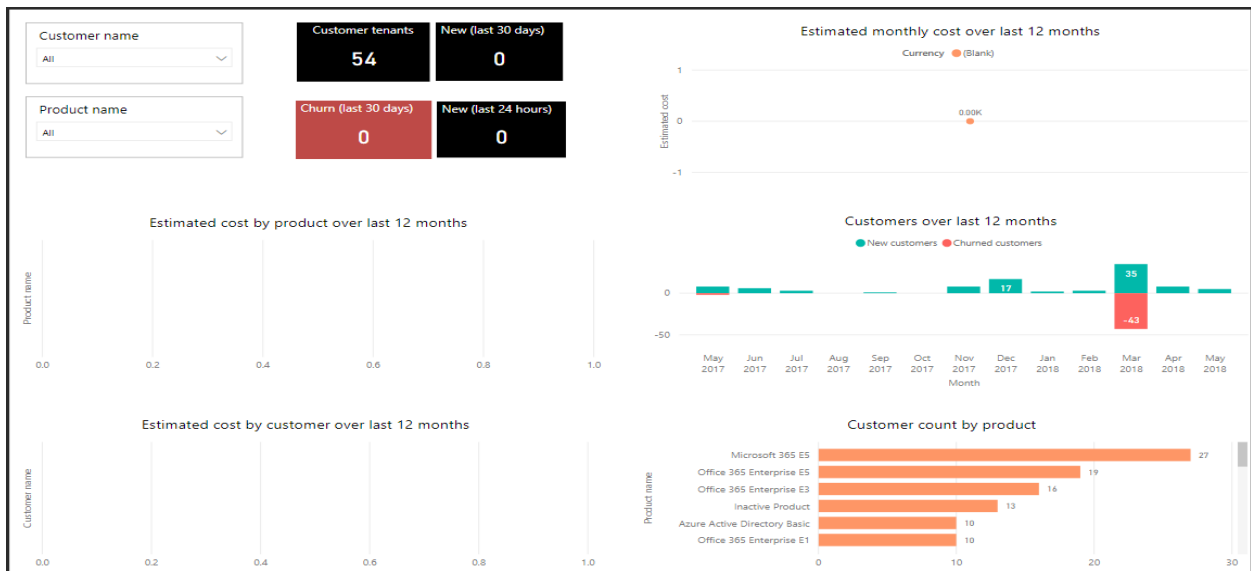 Customer name
All
Product name
All
Customer tenants
54
New (last 30 days)
0
Churn (last 30 days)
0
New (last 24 hours)
0
Estimated monthly cost over last 12 months
Currency (Blank)
Estimated cost
1
0
-1
0.00K
Estimated cost by product over last 12 months
Product name
0.0 0.2 0.4 0.6 0.8 1.0
Customers over last 12 months
New customers Churned customers
0
-50
17
35
-43
May Jun Jul Aug Sep Oct Nov Dec Jan Feb Mar Apr May
2017 2017 2017 2017 2017 2017 2017 2017 2018 2018 2018 2018 2018
Month
Estimated cost by customer over last 12 months
Customer name
0.0 0.2 0.4 0.6 0.8 1.0
Customer count by product
Product name
Microsoft 365 E5 27
Office 365 Enterprise E5 19
Office 365 Enterprise E3 16
Inactive Product 13
Azure Active Directory Basic 10
Office 365 Enterprise E1 10
0 10 20 30